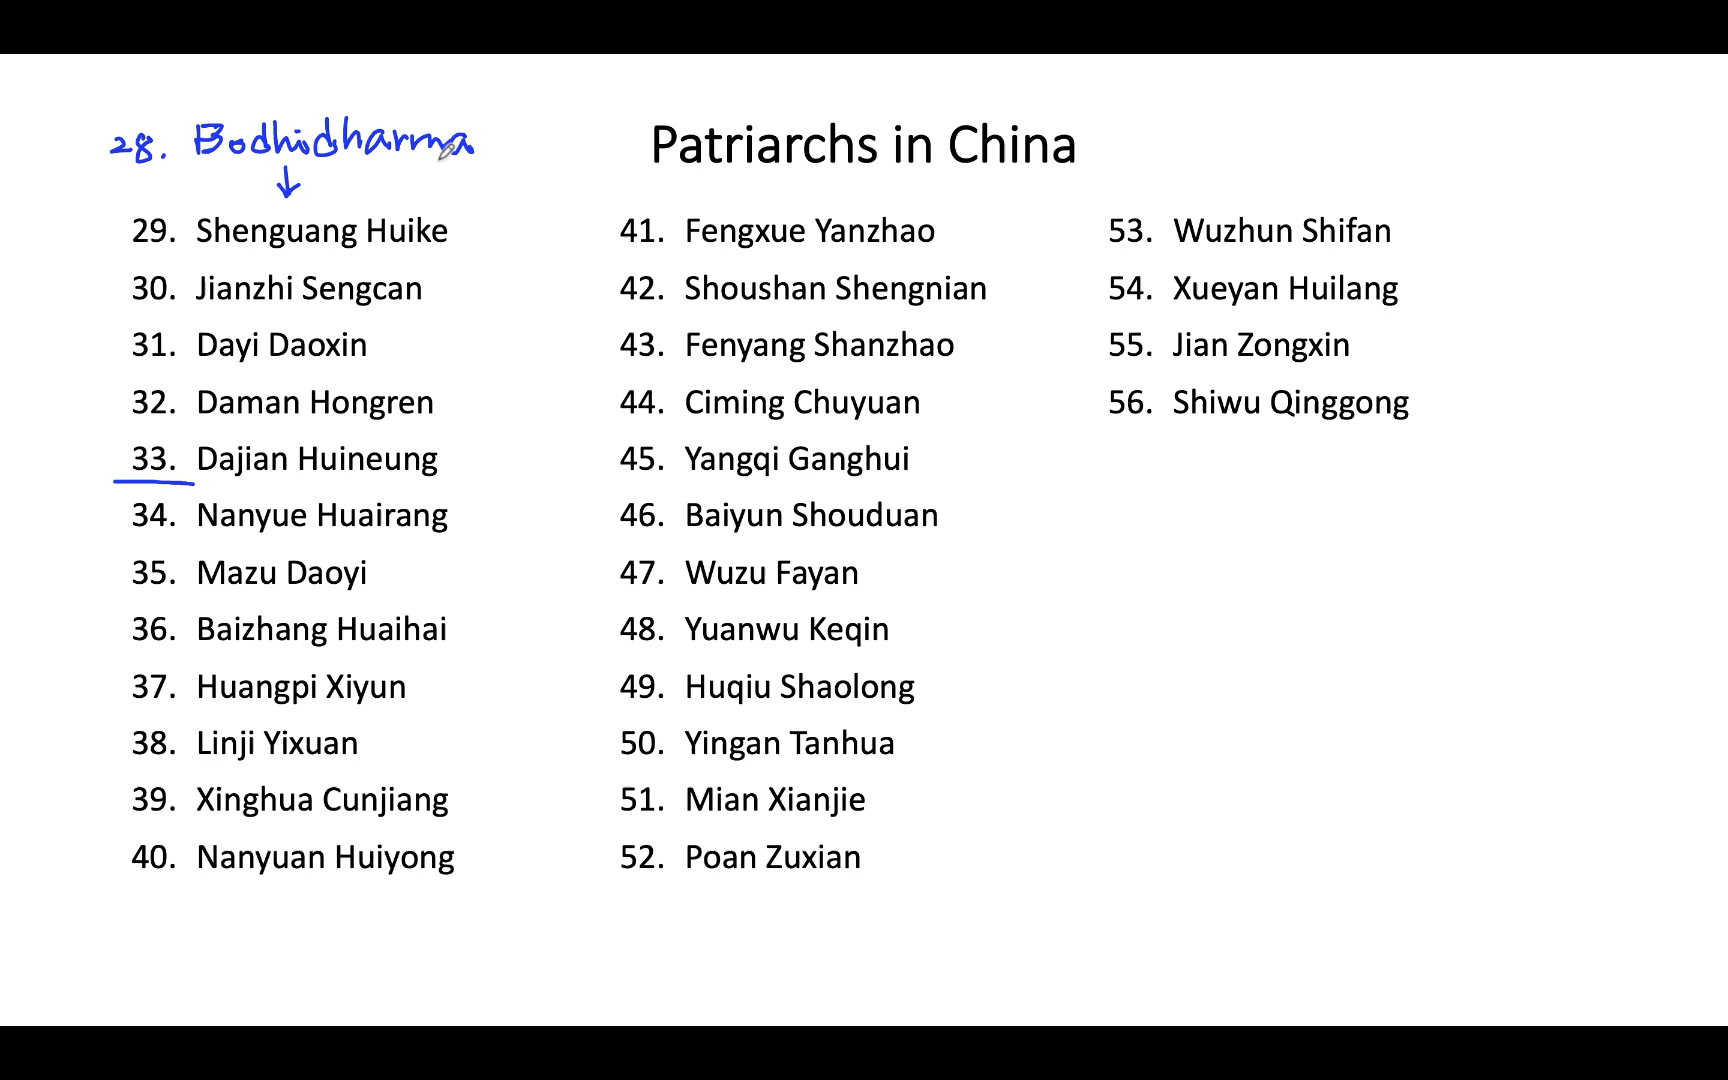 28. Bodhidharma
Patriarchs in China
29. Shenguang Huike
30. Jianzhi Sengcan
31. Dayi Daoxin
32. Daman Hongren
33. Dajian Huineung
34. Nanyue Huairang
35. Mazu Daoyi
36. Baizhang Huaihai
37. Huangpi Xiyun
38. Linji Yixuan
39. Xinghua Cunjiang
40. Nanyuan Huiyong
41. Fengxue Yanzhao
42. Shoushan Shengnian
43. Fenyang Shanzhao
44. Ciming Chuyuan
45. Yangqi Ganghui
46. Baiyun Shouduan
47. Wuzu Fayan
48. Yuanwu Keqin
49. Huqiu Shaolong
50. Yingan Tanhua
51. Mian Xianjie
52. Poan Zuxian
53. Wuzhun Shifan
54. Xueyan Huilang
55. Jian Zongxin
56. Shiwu Qinggong